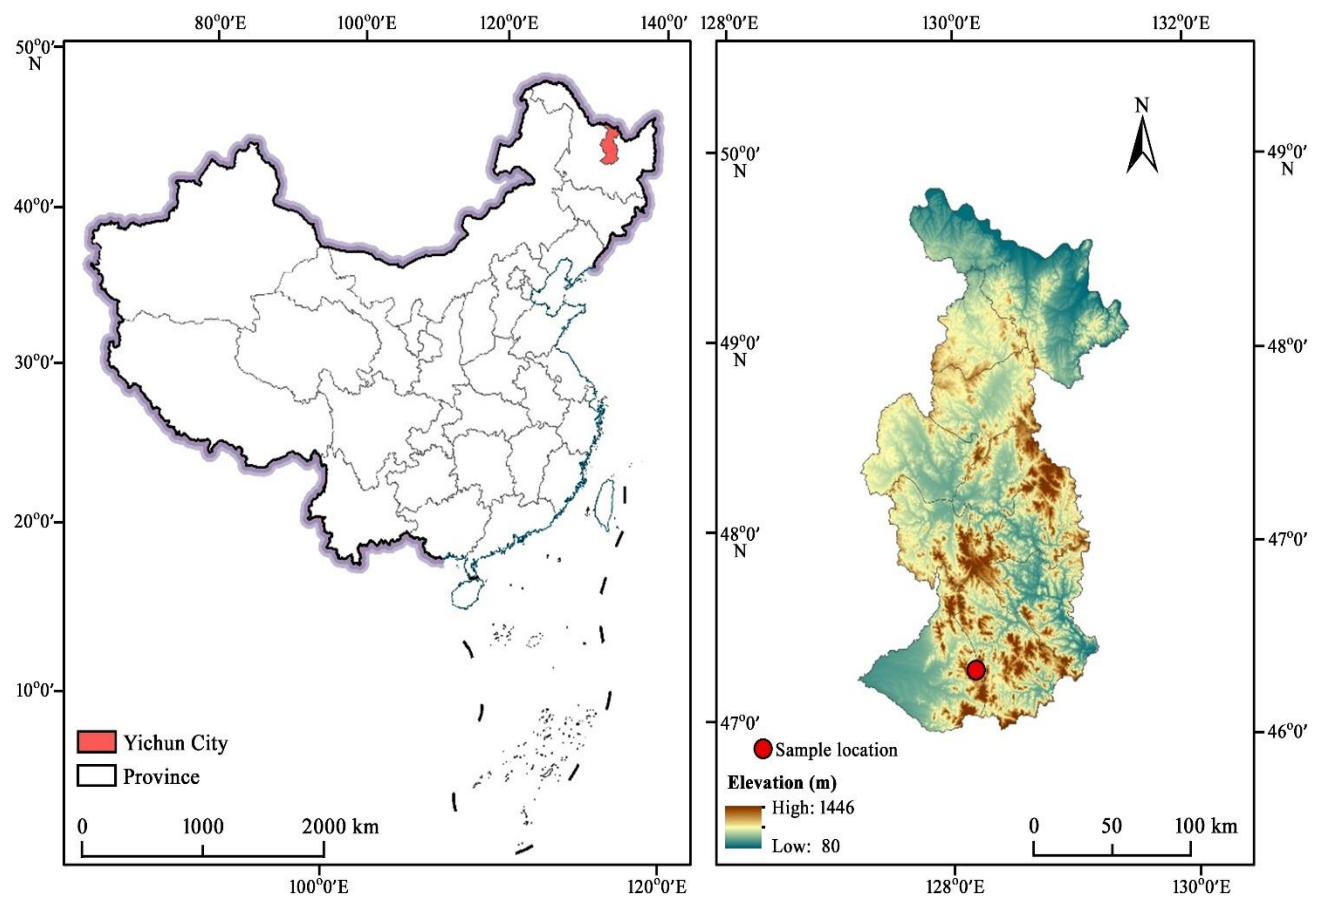 80°0'E
100°0'E
120°0'E
140°0'E
50°0'
N
40°0'
30°0'
20°0'
10°0'
Yichun City
Province
0 1000 2000 km
100°0'E
120°0'E
128°0'E
130°0'E
132°0'E
N
50°0'
N
49°0'
N
49°0'
N
48°0'
48°0'
N
47°0'
47°0'
46°0'
Sample location
Elevation (m)
High: 1446
Low: 80
0 50 100 km
128°0'E
130°0'E